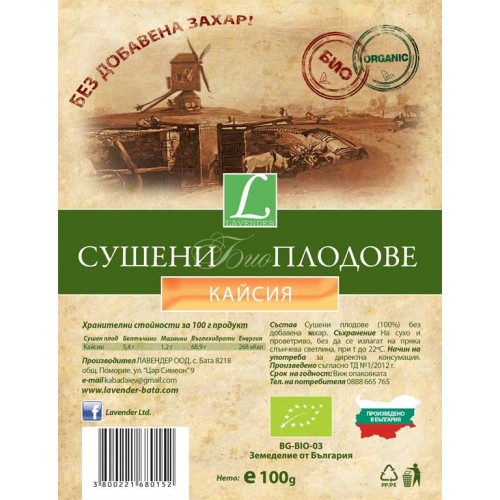 БЕЗ ДОБАВЕНА ЗАХАР!
БИО
ORGANIC
L
LAVENDER
СУШЕНИ Био ПЛОДОВЕ
КАЙСИЯ
Хранителни стойности за 100 г продукт
Сушен плод Белтъчини Мазнини Въглехидрати Енергия
Кайсии 5,4 г 1,2 г 68,9 г 268 кКал
Производител ЛАВЕНДЕР ООД, с. Бата 8218
общ. Поморие, ул. "Цар Симеон" 9
e-mail kabadaiev@gmail.com
www.lavender-bata.com
Lavender Ltd.
Състав Сушени плодове (100%) без
добавена захар. Съхранение На сухо и
проветриво, без да се излагат на пряка
слънчева светлина, при t до 22°C. Начин на
употреба за директна консумация.
Произведено съгласно ТД №1/2012 г.
Срок на годност: Виж опаковката
Тел. на потребителя 0888 665 765
BG-BIO-03
Земеделие от България
ПРОИЗВЕДЕНО
В БЪЛГАРИЯ
Нето: e 100g
PP/PE
3 800221 680152